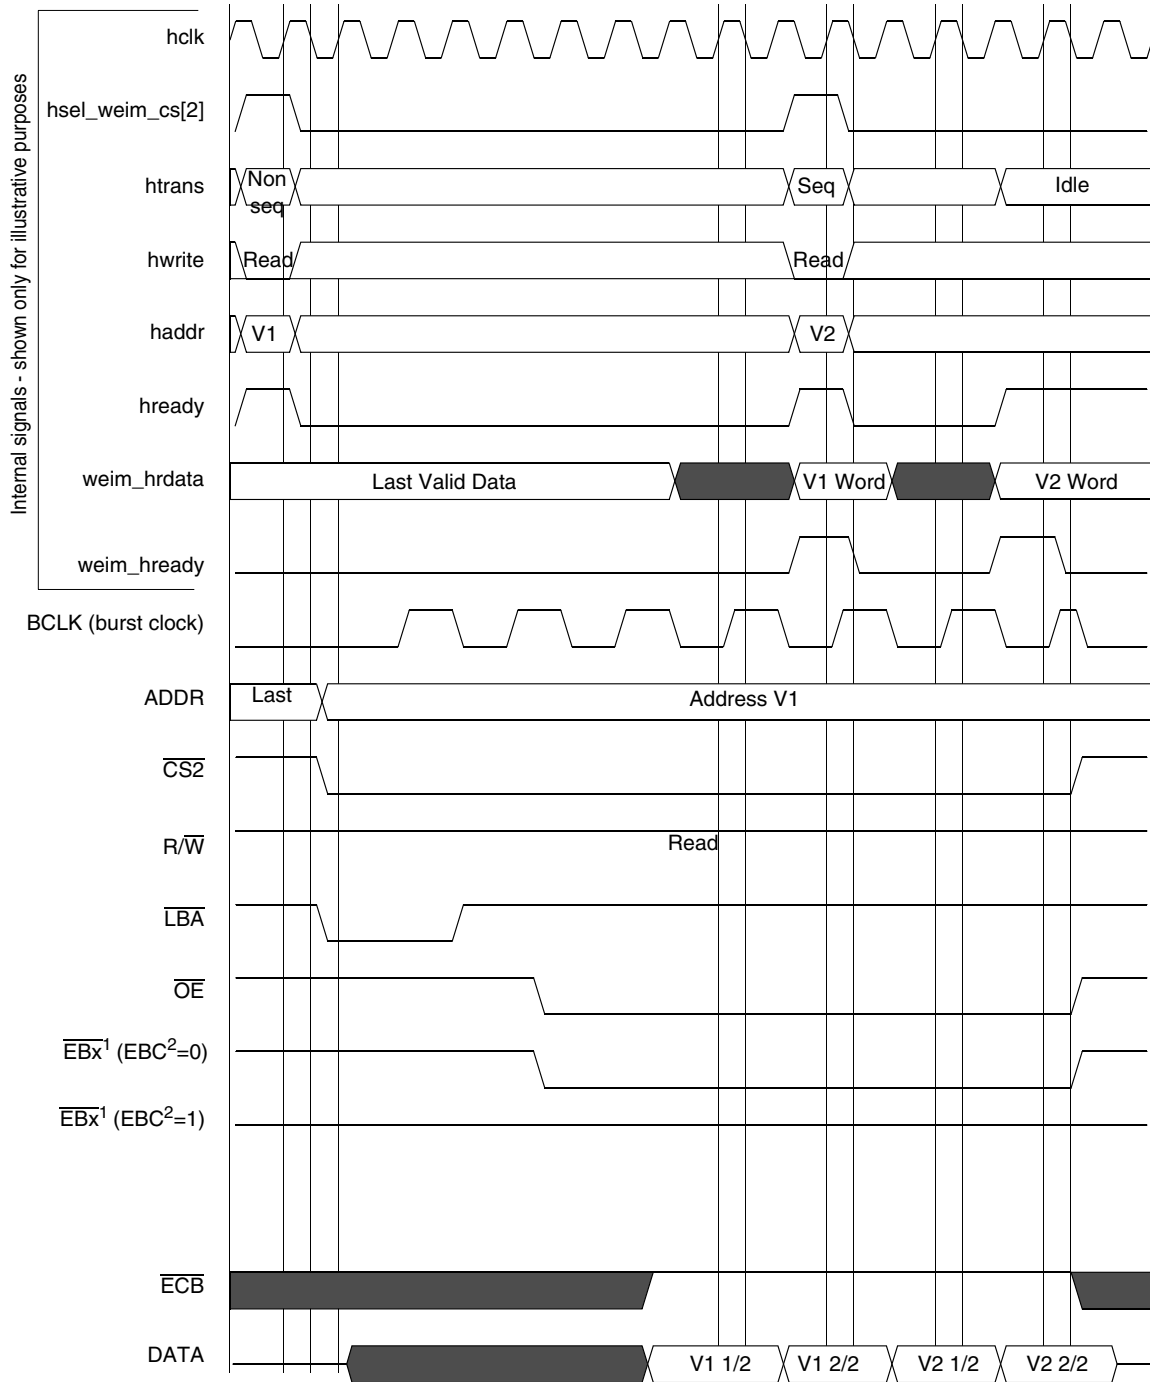 Internal signals - shown only for illustrative purposes
hclk
hsel_weim_cs[2]
htrans
Non
seq
Seq
Idle
hwrite
Read
Read
haddr
V1
V2
hready
weim_hrdata
Last Valid Data
V1 Word
V2 Word
weim_hready
BCLK (burst clock)
ADDR
Last
Address V1
CS2
R/W
Read
LBA
OE
EBx1 (EBC2=0)
EBx1 (EBC2=1)
ECB
DATA
V1 1/2
V1 2/2
V2 1/2
V2 2/2